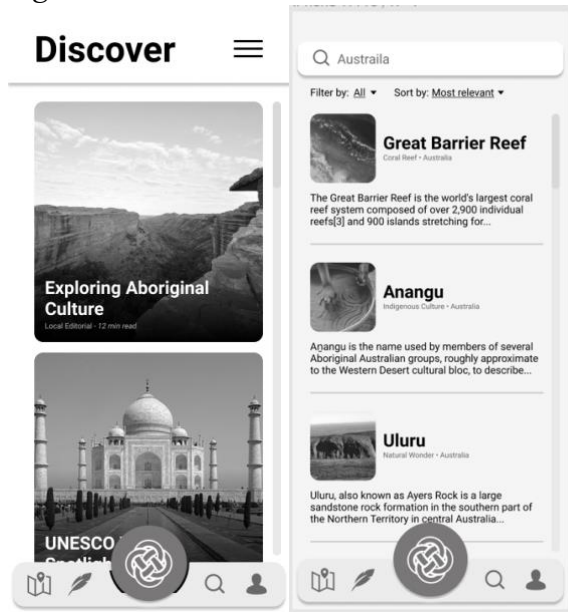 Discover
Exploring Aboriginal
Culture
Local Editorial - 12 min read
UNESCO
Austraila
Filter by: All ▾ Sort by: Most relevant ▾
Great Barrier Reef
Coral Reef • Australia
The Great Barrier Reef is the world's largest coral
reef system composed of over 2,900 individual
reefs[3] and 900 islands stretching for...
Anangu
Indigenous Culture • Australia
Aṉangu is the name used by members of several
Aboriginal Australian groups, roughly approximate
to the Western Desert cultural bloc, to describe...
Uluru
Natural Wonder • Australia
Uluru, also known as Ayers Rock is a large
sandstone rock formation in the southern part of
the Northern Territory in central Australia...